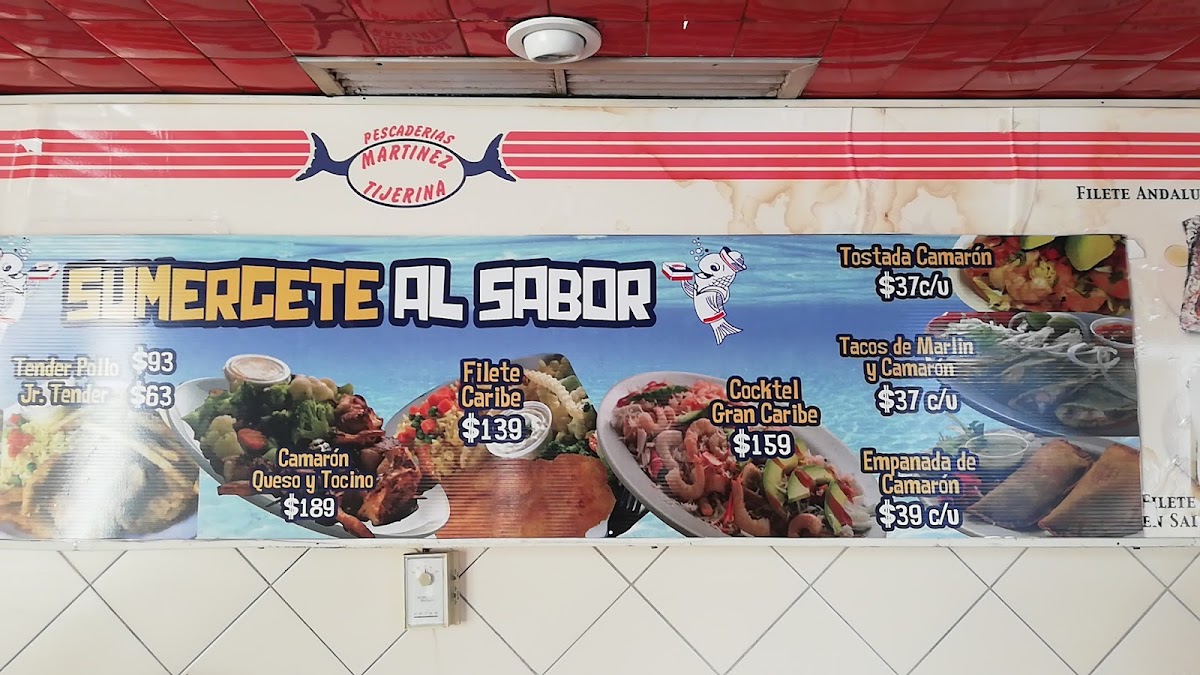 PESCADERIAS
MARTINEZ
TIJERINA
FILETE ANDALU
SUMERGETE AL SABOR
Tender Pollo $93
Jr. Tender $63
Camarón
Queso y Tocino
$189
Filete
Caribe
$139
Cocktel
Gran Caribe
$159
Tostada Camarón
$37c/u
Tacos de Marlin
y Camarón
$37 c/u
Empanada de
Camarón
$39 c/u
FILETE
EN SAL